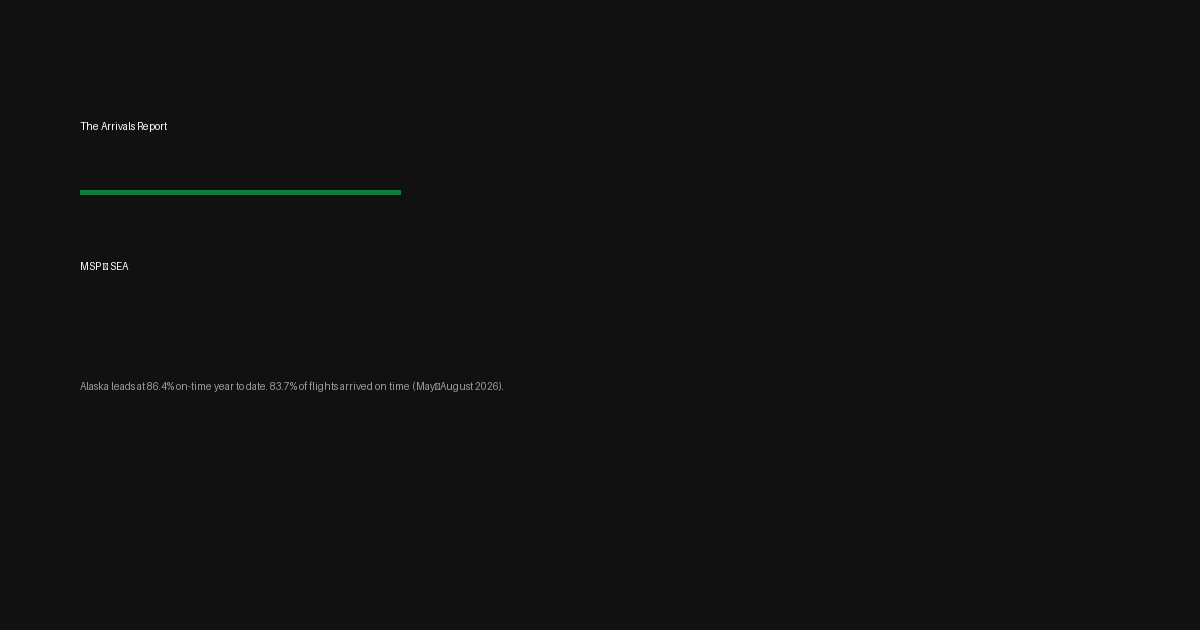 The Arrivals Report
MSP□SEA
Alaska leads at 86.4% on-time year to date. 83.7% of flights arrived on time (May□August 2026).